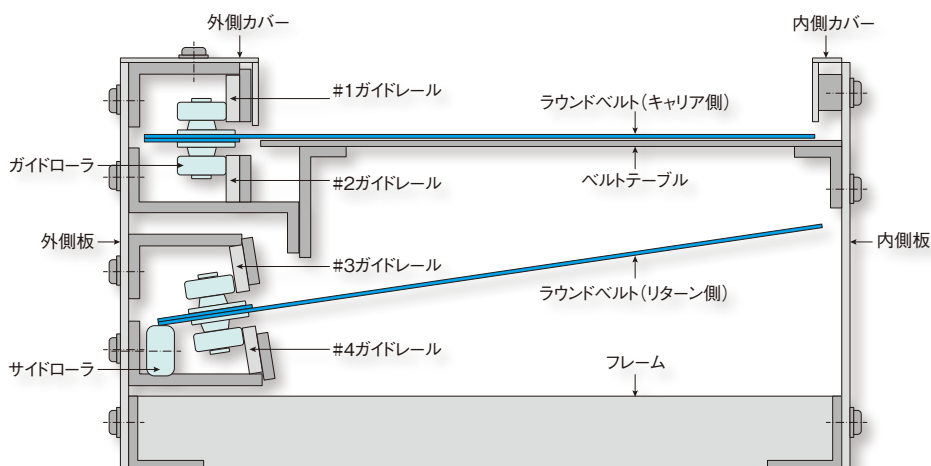 外側カバー
内側カバー
#1ガイドレール
ラウンドベルト(キャリア側)
ガイドローラ
#2ガイドレール
ベルトテーブル
外側板
内側板
#3ガイドレール
ラウンドベルト(リターン側)
#4ガイドレール
サイドローラ
フレーム